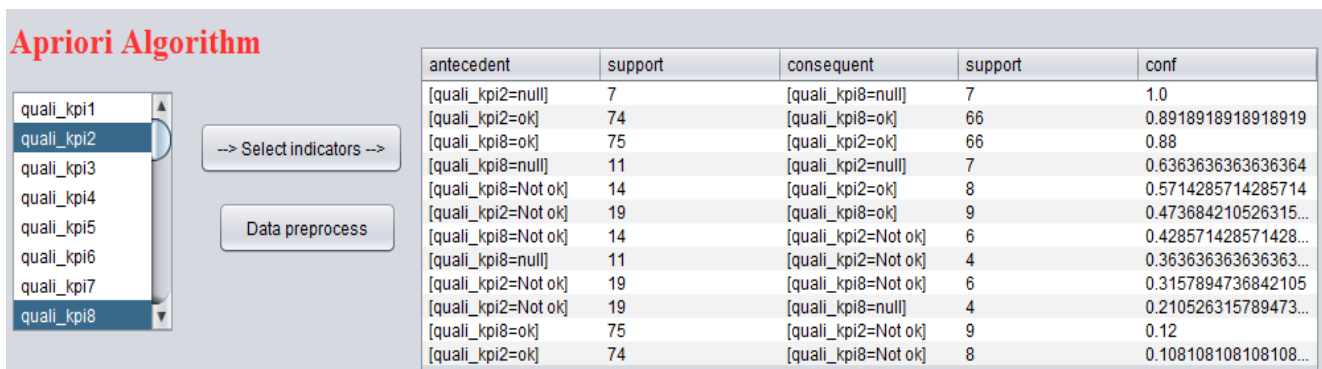 Apriori Algorithm
quali_kpi1
quali_kpi2
quali_kpi3
quali_kpi4
quali_kpi5
quali_kpi6
quali_kpi7
quali_kpi8
--> Select indicators -->
Data preprocess
antecedent support consequent support conf
[quali_kpi2=null] 7 [quali_kpi8=null] 7 1.0
[quali_kpi2=ok] 74 [quali_kpi8=ok] 66 0.8918918918918919
[quali_kpi8=ok] 75 [quali_kpi2=ok] 66 0.88
[quali_kpi8=null] 11 [quali_kpi2=null] 7 0.6363636363636364
[quali_kpi8=Not ok] 14 [quali_kpi2=ok] 8 0.5714285714285714
[quali_kpi2=Not ok] 19 [quali_kpi8=ok] 9 0.473684210526315...
[quali_kpi8=Not ok] 14 [quali_kpi2=Not ok] 6 0.428571428571428...
[quali_kpi8=null] 11 [quali_kpi2=Not ok] 4 0.363636363636363...
[quali_kpi2=Not ok] 19 [quali_kpi8=Not ok] 6 0.3157894736842105
[quali_kpi2=Not ok] 19 [quali_kpi8=null] 4 0.210526315789473...
[quali_kpi8=ok] 75 [quali_kpi2=Not ok] 9 0.12
[quali_kpi2=ok] 74 [quali_kpi8=Not ok] 8 0.108108108108108...